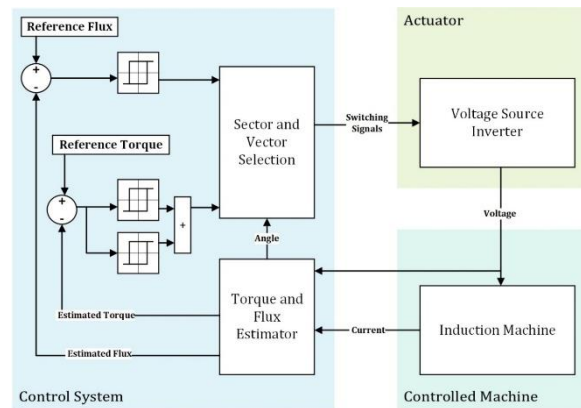 Reference Flux
Actuator
+
-
Sector and
Vector
Selection
Switching
Signals
Voltage Source
Inverter
Reference Torque
+
-
+
Voltage
Angle
Torque and
Flux
Estimator
Estimated Torque
Current
Induction Machine
Estimated Flux
Control System
Controlled Machine